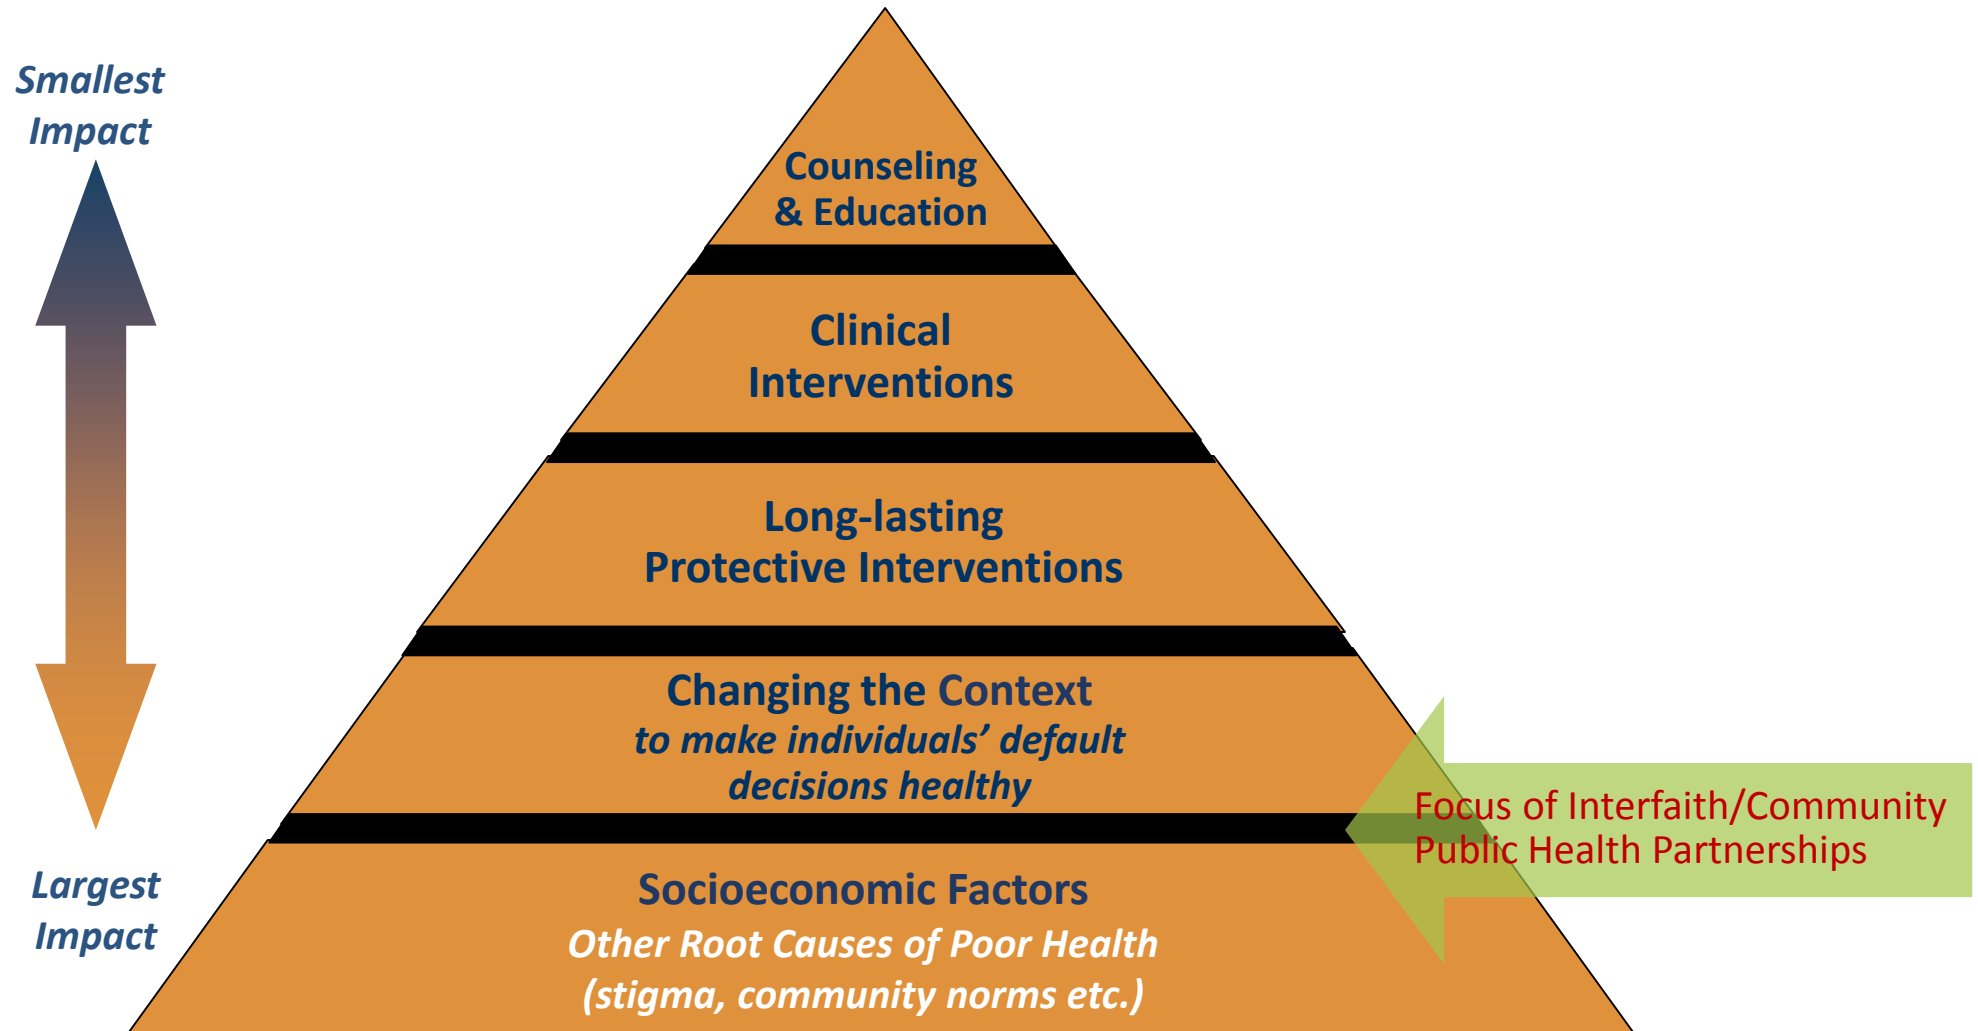 Smallest
Impact
Counseling
& Education
Clinical
Interventions
Long-lasting
Protective Interventions
Changing the Context
to make individuals’ default
decisions healthy
Focus of Interfaith/Community
Public Health Partnerships
Largest
Impact
Socioeconomic Factors
Other Root Causes of Poor Health
(stigma, community norms etc.)